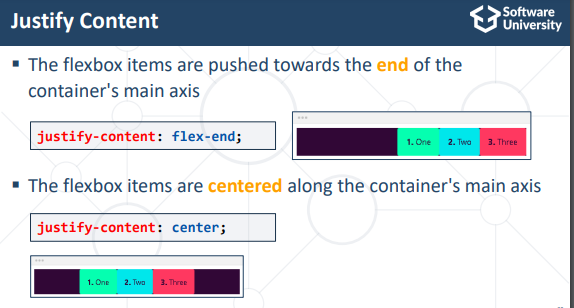 Justify Content
Software
University
▪ The flexbox items are pushed towards the end of the
container's main axis
justify-content: flex-end;
1. One 2. Two 3. Three
▪ The flexbox items are centered along the container's main axis
justify-content: center;
1. One 2. Two 3. Three